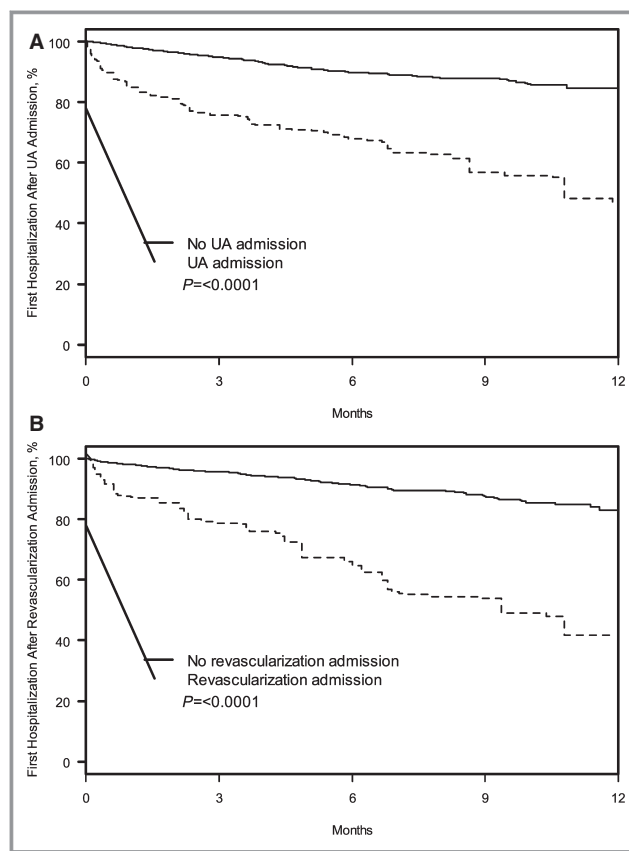 A
First Hospitalization After UA Admission, %
100
80
60
40
20
0
No UA admission
UA admission
P=<0.0001
0 3 6 9 12
Months
B
First Hospitalization After Revascularization Admission, %
100
80
60
40
20
0
No revascularization admission
Revascularization admission
P=<0.0001
0 3 6 9 12
Months